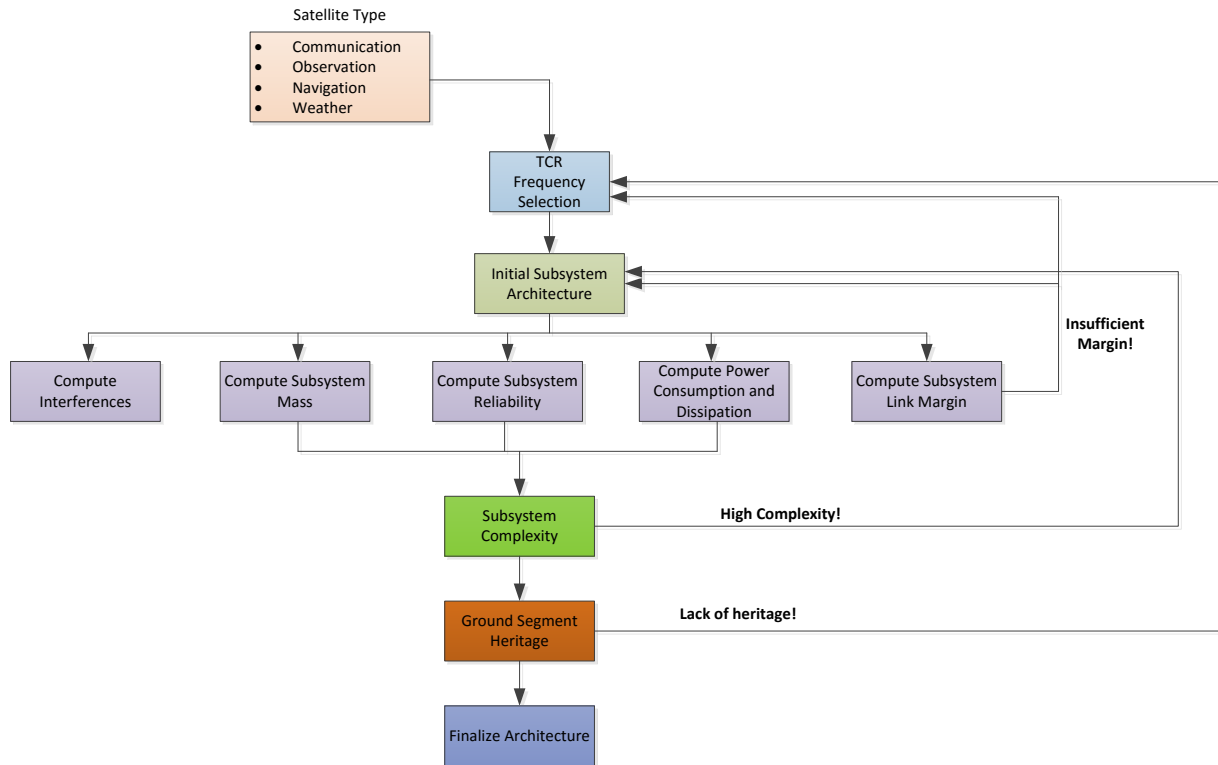 Satellite Type
• Communication
• Observation
• Navigation
• Weather
TCR
Frequency
Selection
Initial Subsystem
Architecture
Insufficient
Margin!
Compute
Interferences
Compute Subsystem
Mass
Compute Subsystem
Reliability
Compute Power
Consumption and
Dissipation
Compute Subsystem
Link Margin
Subsystem
Complexity
High Complexity!
Ground Segment
Heritage
Lack of heritage!
Finalize Architecture